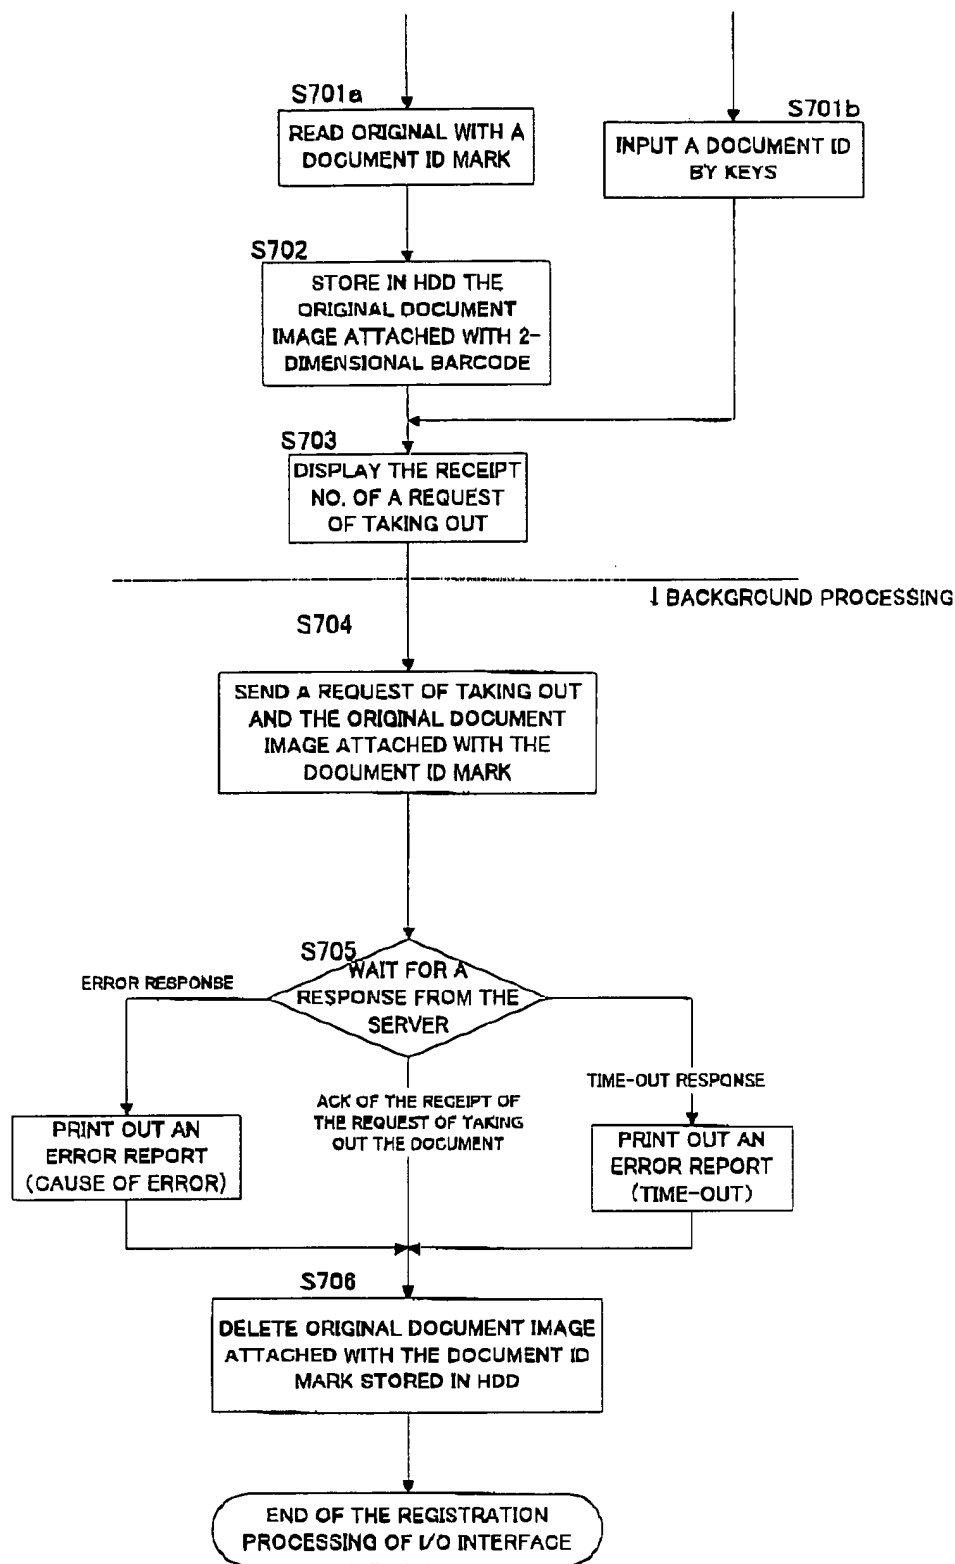 S701a
READ ORIGINAL WITH A
DOCUMENT ID MARK
S701b
INPUT A DOCUMENT ID
BY KEYS
S702
STORE IN HDD THE
ORIGINAL DOCUMENT
IMAGE ATTACHED WITH 2-
DIMENSIONAL BARCODE
S703
DISPLAY THE RECEIPT
NO. OF A REQUEST
OF TAKING OUT
↓ BACKGROUND PROCESSING
S704
SEND A REQUEST OF TAKING OUT
AND THE ORIGINAL DOCUMENT
IMAGE ATTACHED WITH THE
DOCUMENT ID MARK
S705
WAIT FOR A
RESPONSE FROM THE
SERVER
ERROR RESPONSE
TIME-OUT RESPONSE
ACK OF THE RECEIPT OF
THE REQUEST OF TAKING
OUT THE DOCUMENT
PRINT OUT AN
ERROR REPORT
(CAUSE OF ERROR)
PRINT OUT AN
ERROR REPORT
(TIME-OUT)
S706
DELETE ORIGINAL DOCUMENT IMAGE
ATTACHED WITH THE DOCUMENT ID
MARK STORED IN HDD
END OF THE REGISTRATION
PROCESSING OF I/O INTERFACE